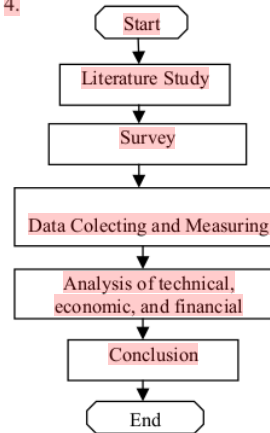 4.
Start
Literature Study
Survey
Data Colecting and Measuring
Analysis of technical,
economic, and financial
Conclusion
End